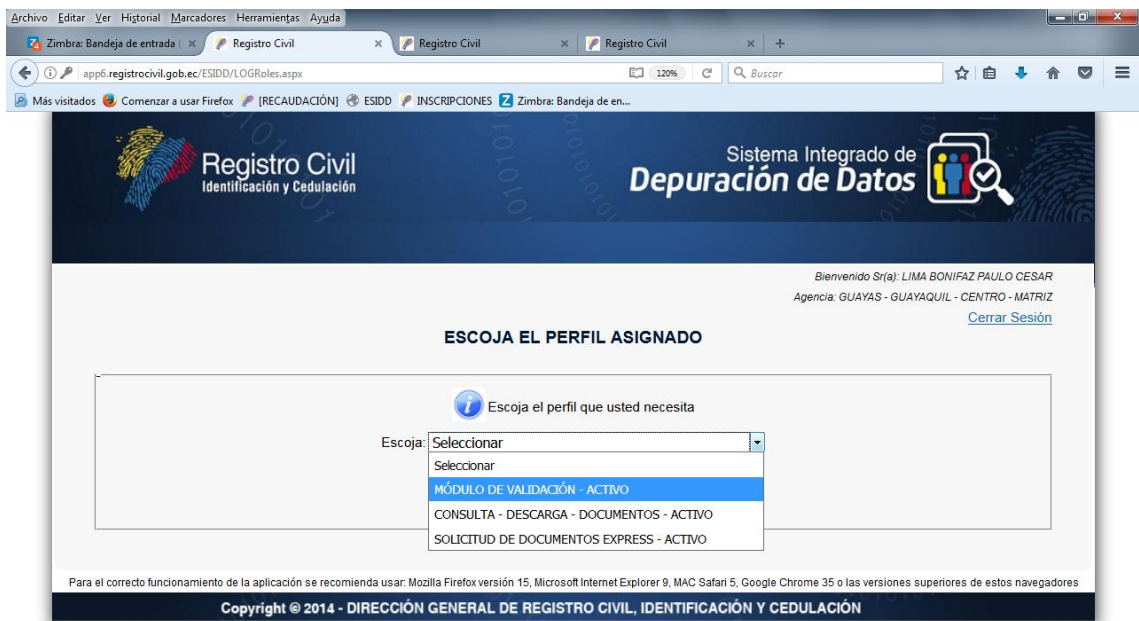 Archivo Editar Ver Historial Marcadores Herramientas Ayuda
Zimbra: Bandeja de entrada (
Registro Civil
Registro Civil
Registro Civil
app6.registrocivil.gob.ec/ESIDD/LOGRoles.aspx
120%
Buscar
Más visitados Comenzar a usar Firefox [RECAUDACIÓN] ESIDD INSCRIPCIONES Zimbra: Bandeja de en...
Registro Civil
Identificación y Cedulación
Sistema Integrado de
Depuración de Datos
Bienvenido Sr(a): LIMA BONIFAZ PAULO CESAR
Agencia: GUAYAS - GUAYAQUIL - CENTRO - MATRIZ
Cerrar Sesión
ESCOJA EL PERFIL ASIGNADO
Escoja el perfil que usted necesita
Escoja: Seleccionar
Seleccionar
MÓDULO DE VALIDACIÓN - ACTIVO
CONSULTA - DESCARGA - DOCUMENTOS - ACTIVO
SOLICITUD DE DOCUMENTOS EXPRESS - ACTIVO
Para el correcto funcionamiento de la aplicación se recomienda usar: Mozilla Firefox versión 15, Microsoft Internet Explorer 9, MAC Safari 5, Google Chrome 35 o las versiones superiores de estos navegadores
Copyright © 2014 - DIRECCIÓN GENERAL DE REGISTRO CIVIL, IDENTIFICACIÓN Y CEDULACIÓN